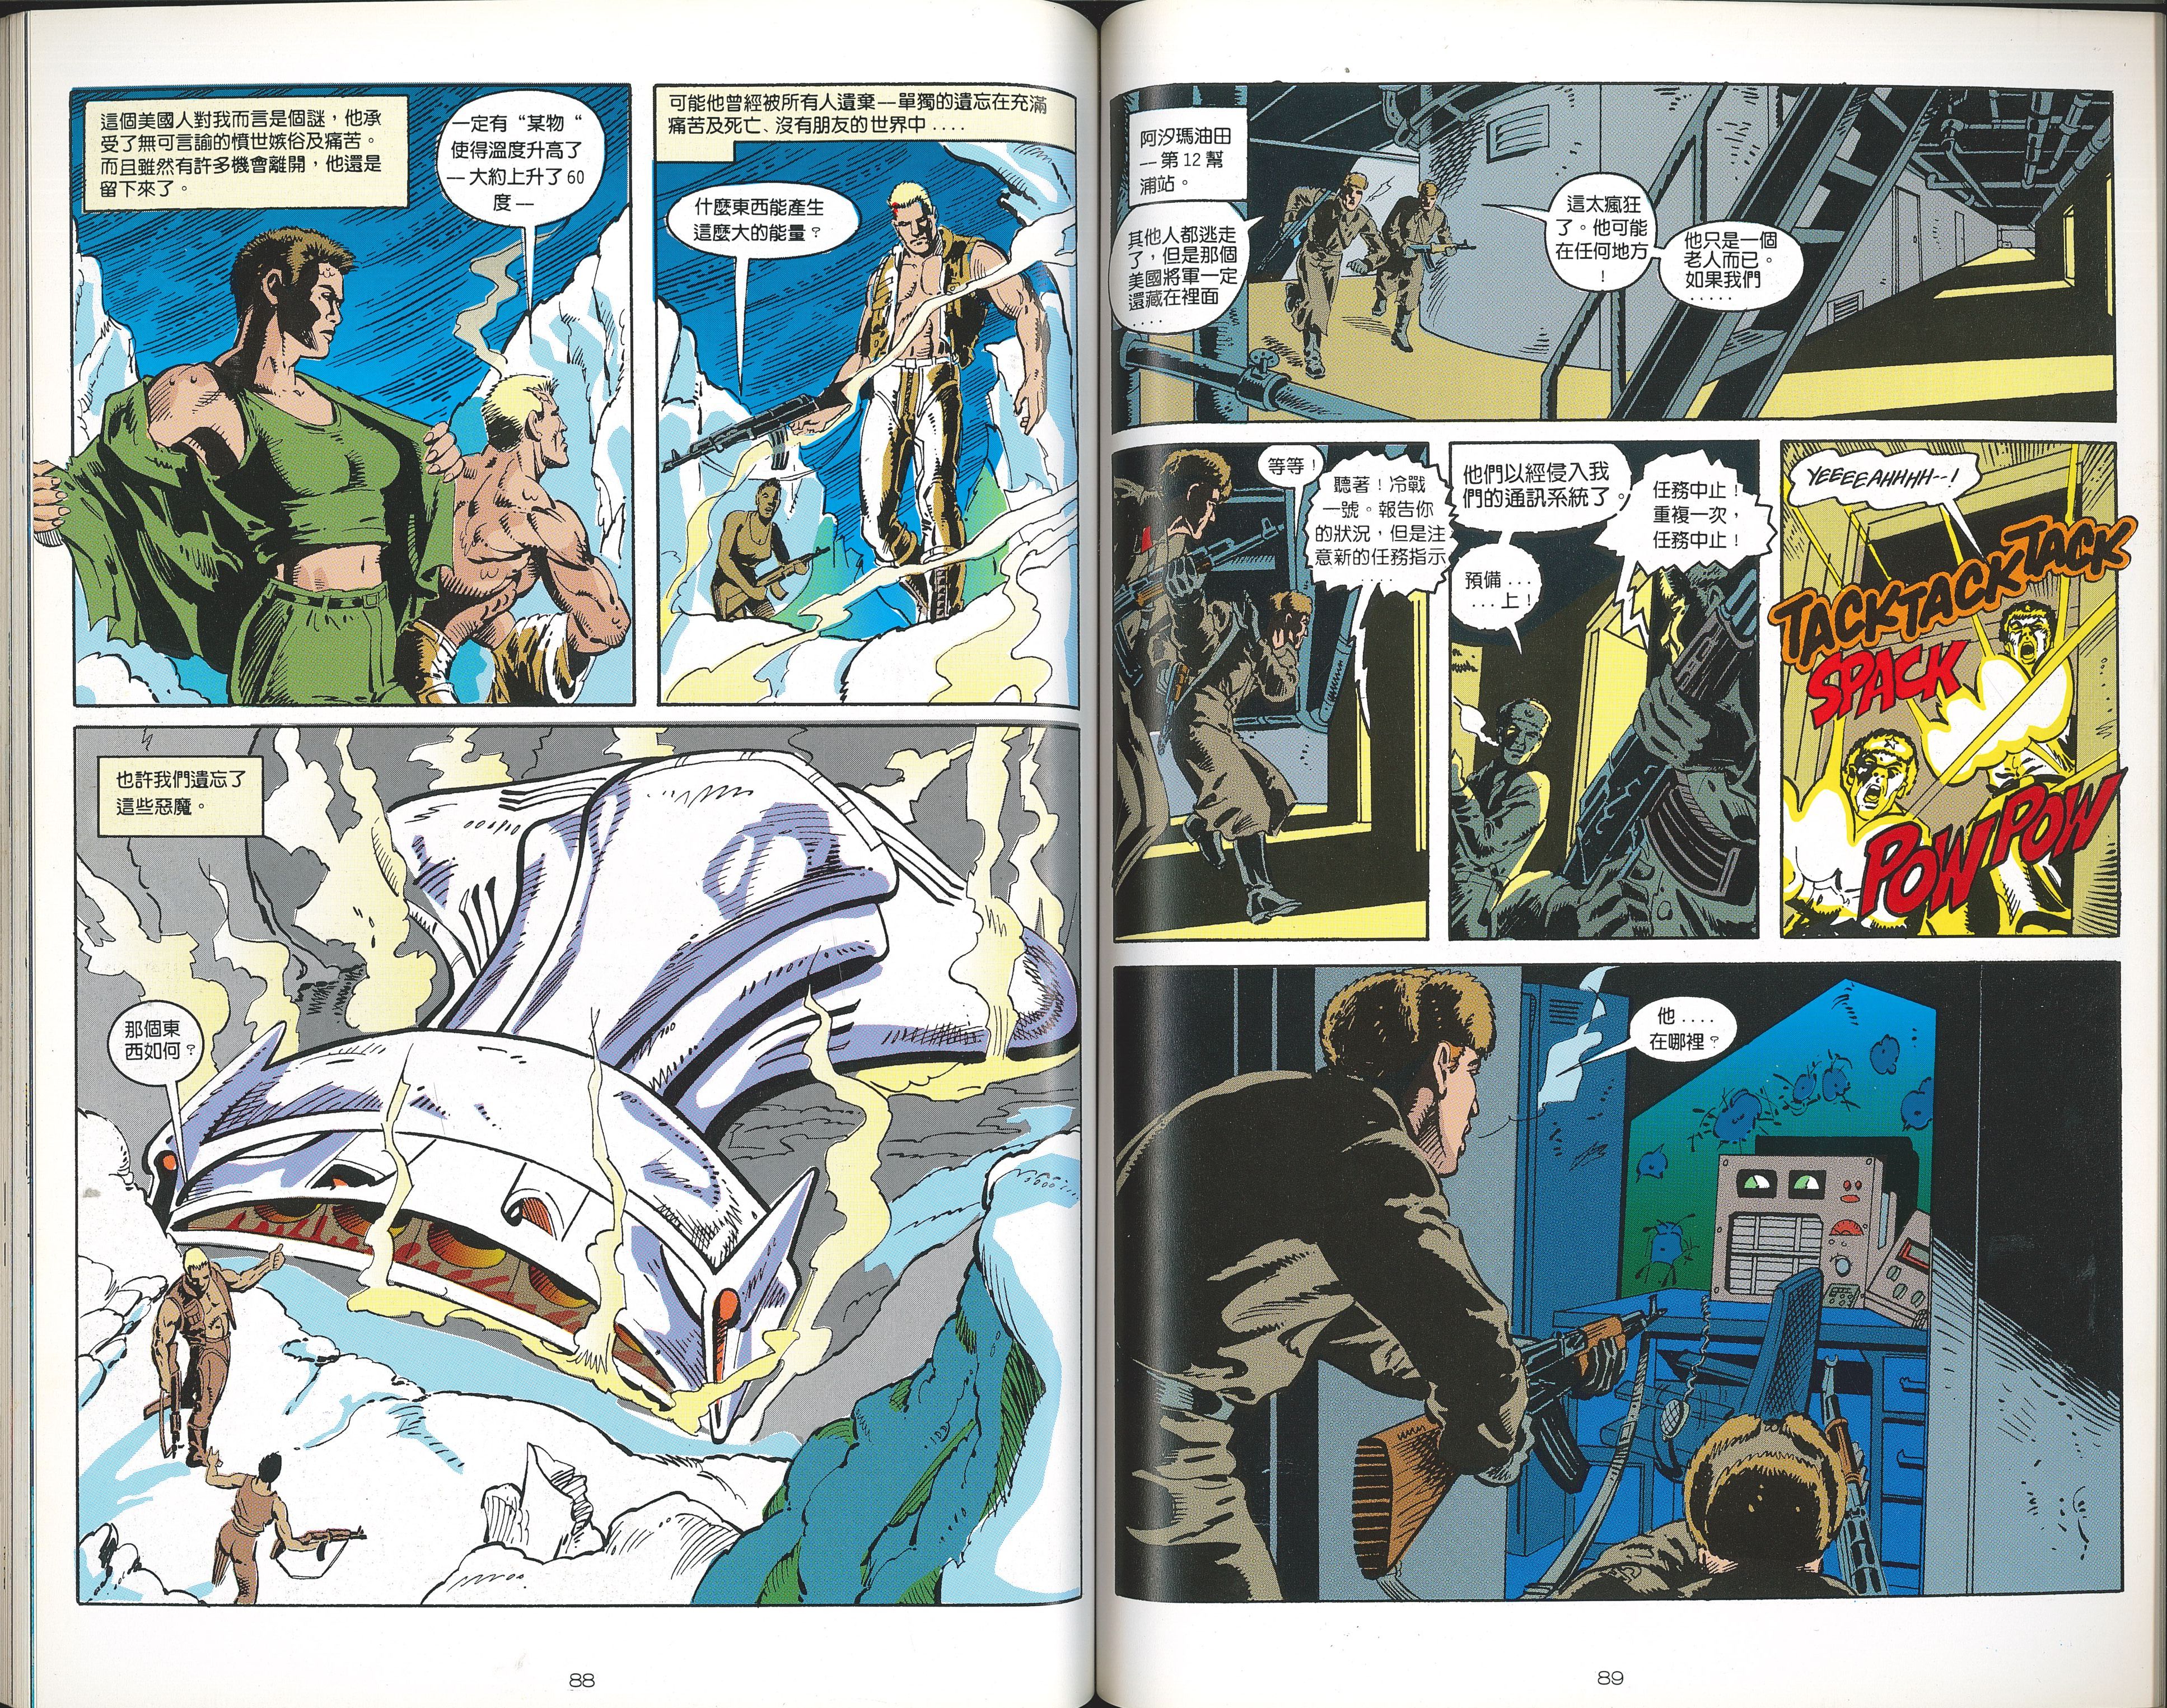 這個美國人對我而言是個謎，他承
受了無可言諭的憤世嫉俗及痛苦。
而且雖然有許多機會離開，他還是
留下來了。
一定有“某物“
使得溫度升高了
--大約上升了60
度--
可能他曾經被所有人遺棄--單獨的遺忘在充滿
痛苦及死亡、沒有朋友的世界中....
什麼東西能產生
這麼大的能量？
也許我們遺忘了
這些惡魔。
那個東
西如何？
88
阿汐瑪油田
--第12幫
浦站。
其他人都逃走
了，但是那個
美國將軍一定
還藏在裡面
....
這太瘋狂
了。他可能
在任何地方
！
他只是一個
老人而已。
如果我們
.....
等等！
聽著！冷戰
一號。報告你
的狀況，但是注
意新的任務指示
....
他們以經侵入我
們的通訊系統了。
預備...
...上！
任務中止！
重複一次，
任務中止！
YEEEEAHHHH--!
TACKTACKTACK
SPACK
POWPOW
他....
在哪裡？
89